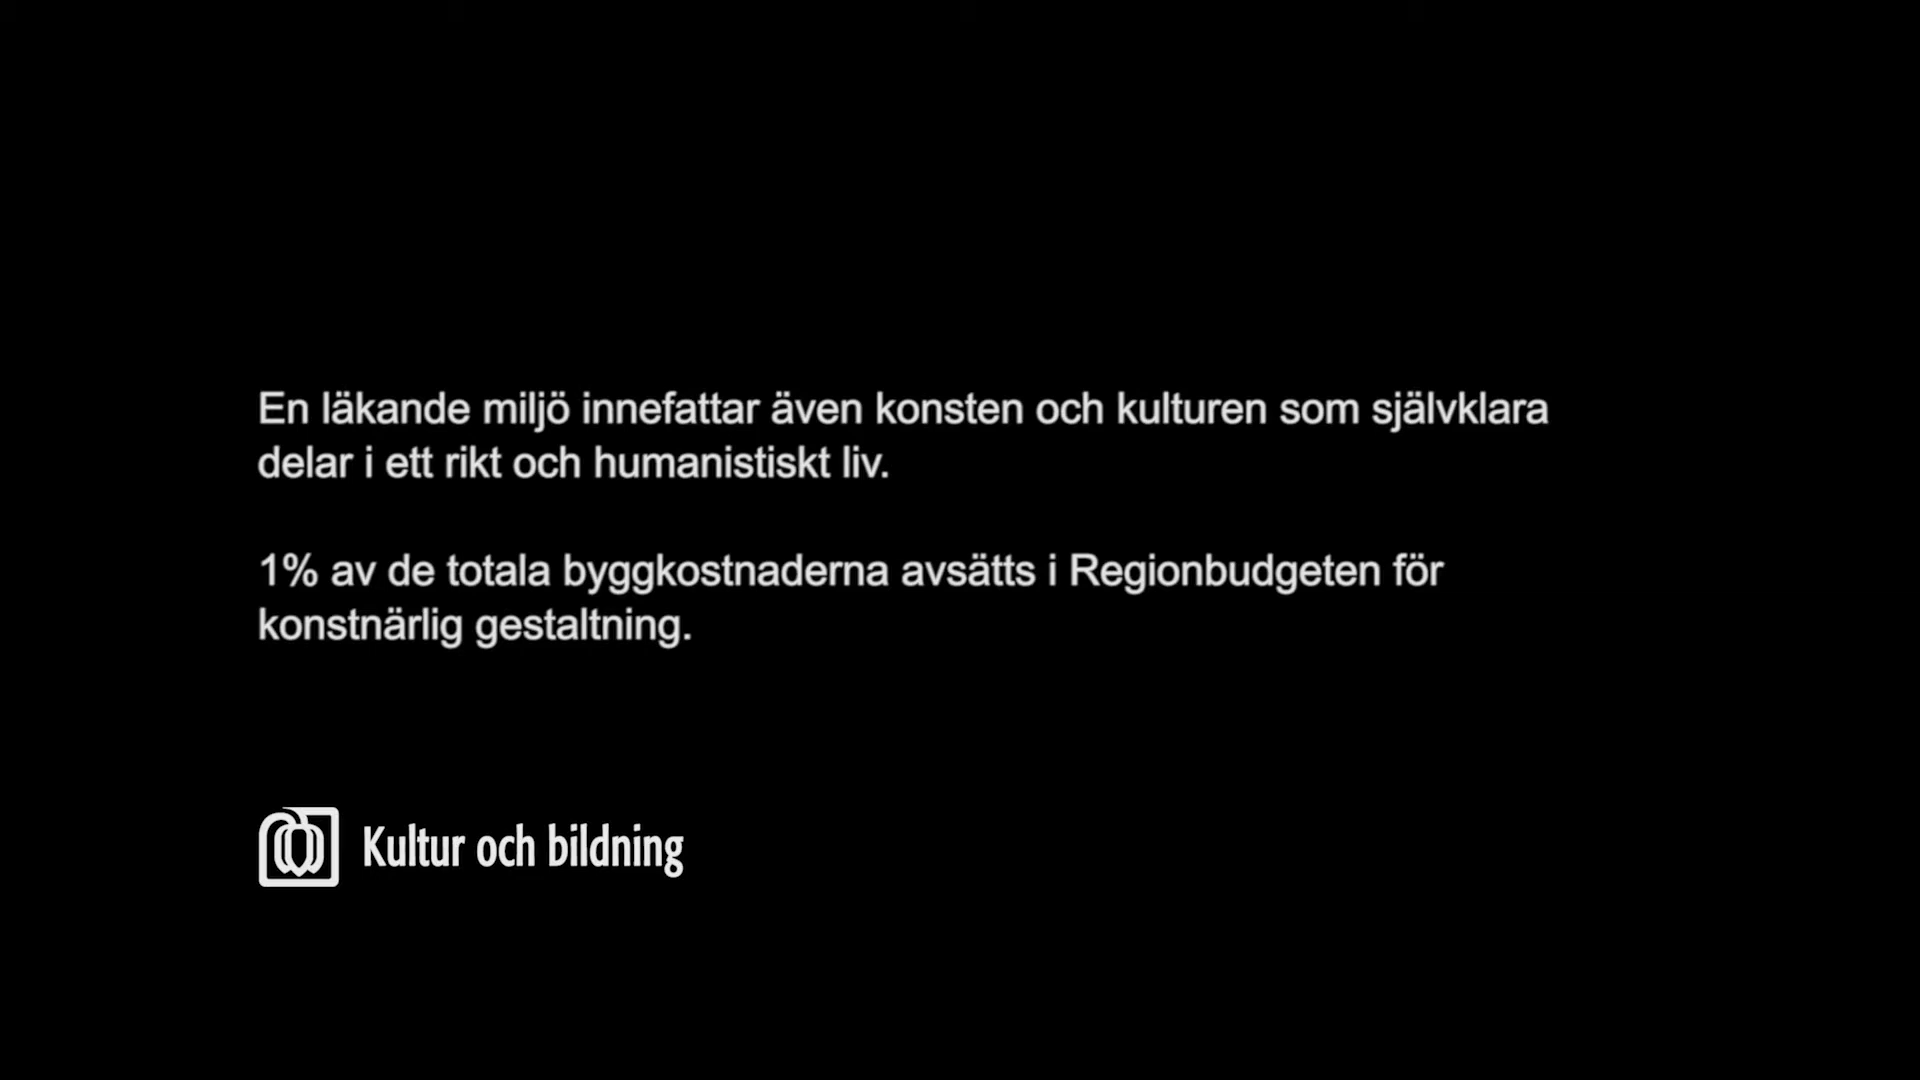 En läkande miljö innefattar även konsten och kulturen som självklara
delar i ett rikt och humanistiskt liv.
1% av de totala byggkostnaderna avsätts i Regionbudgeten för
konstnärlig gestaltning.
Kultur och bildning